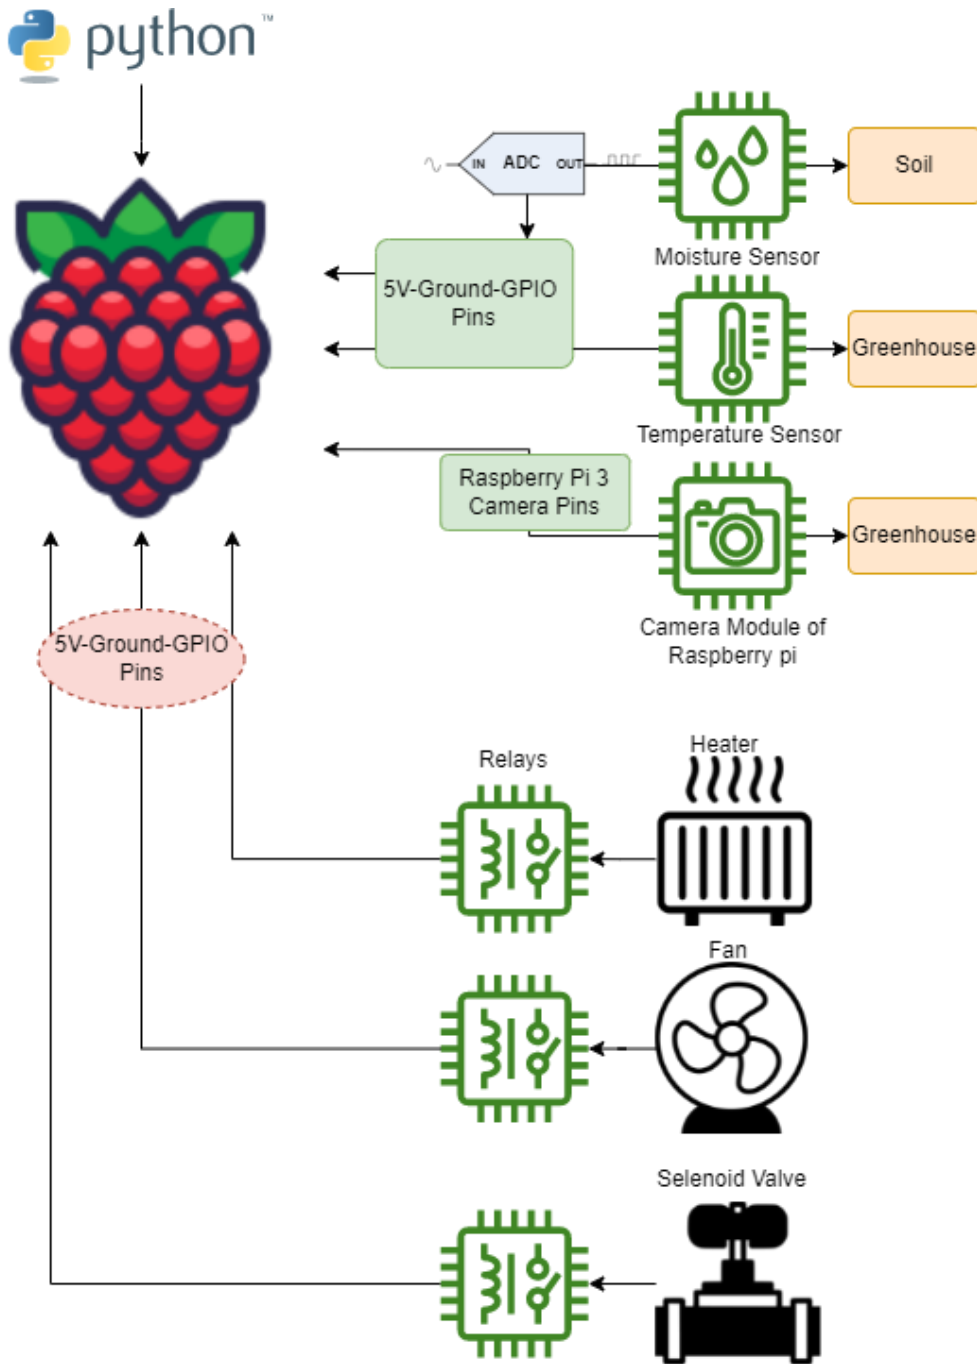 python™
IN ADC OUT
Soil
Moisture Sensor
5V-Ground-GPIO
Pins
Greenhouse
Temperature Sensor
Raspberry Pi 3
Camera Pins
Greenhouse
Camera Module of
Raspberry pi
5V-Ground-GPIO
Pins
Relays
Heater
Fan
Selenoid Valve